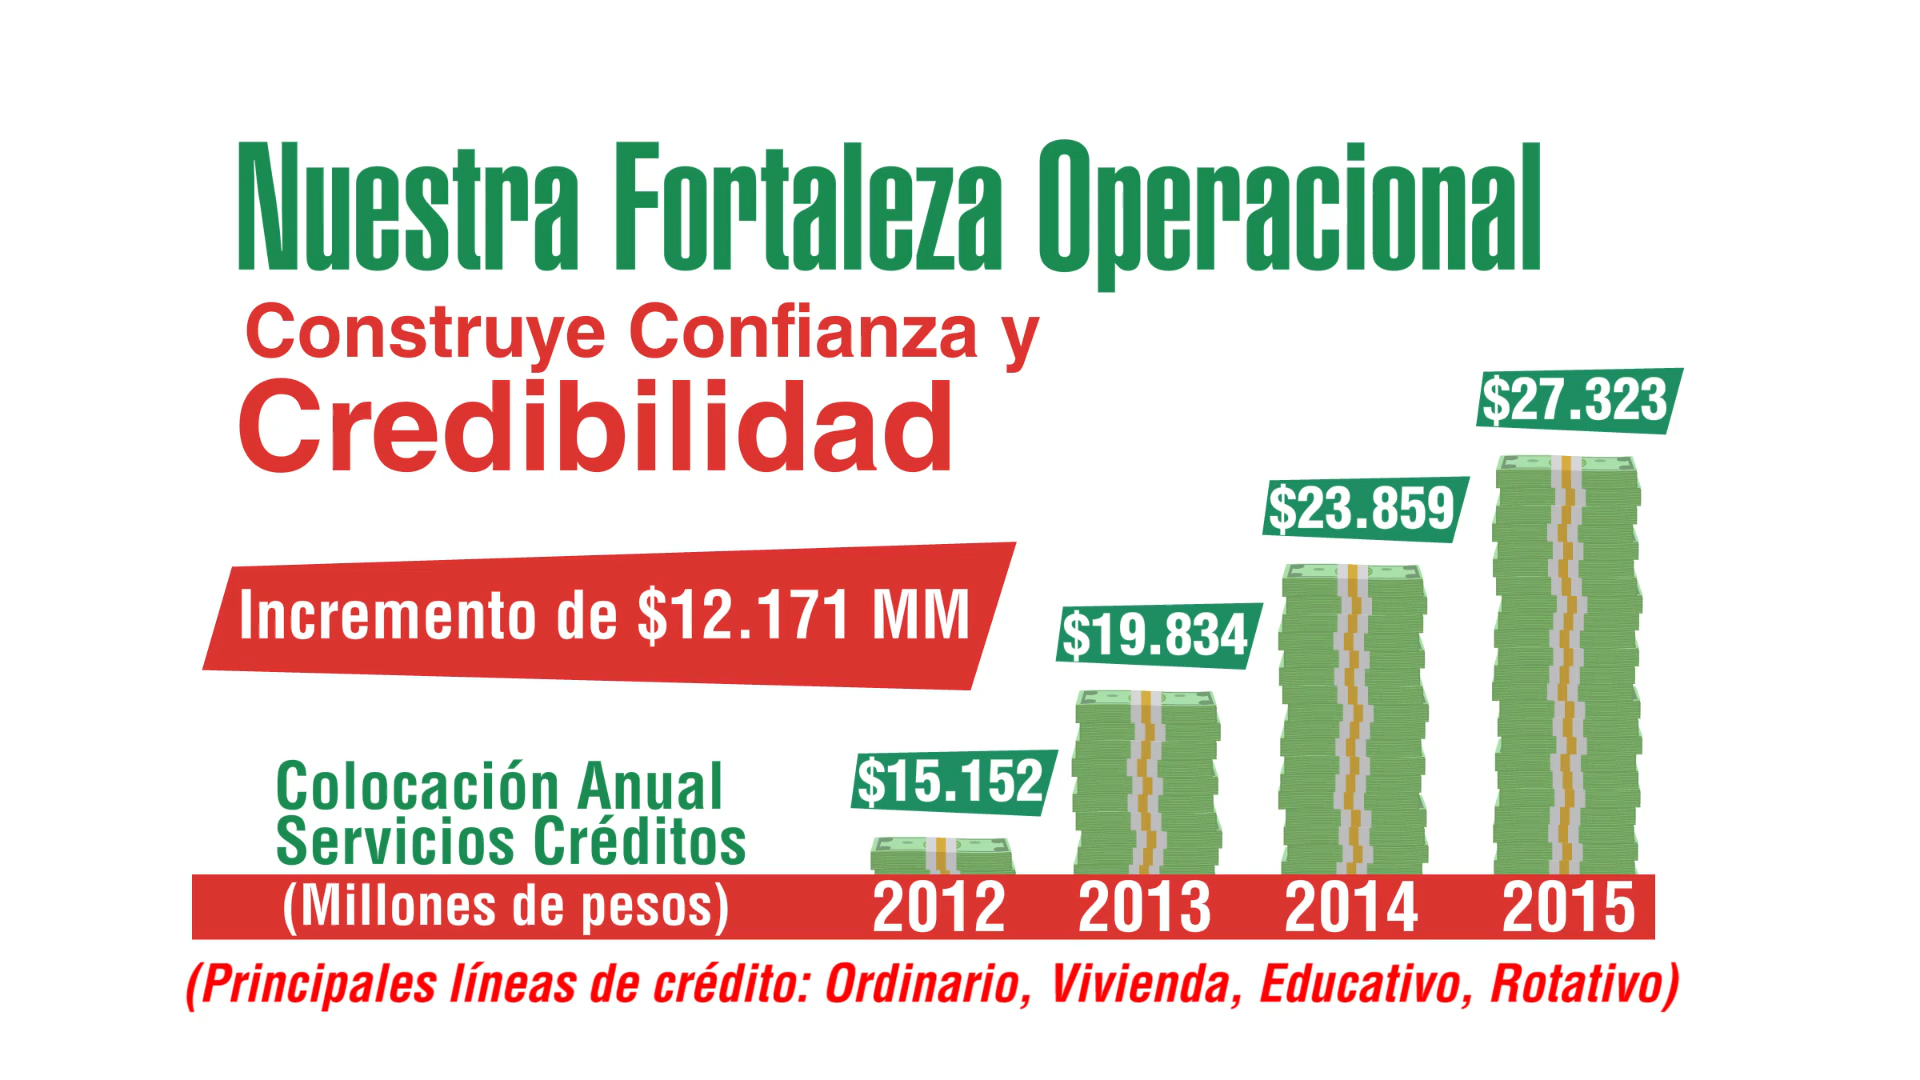 Nuestra Fortaleza Operacional
Construye Confianza y
Credibilidad
$27.323
$23.859
Incremento de $12.171 MM
$19.834
$15.152
Colocación Anual
Servicios Créditos
(Millones de pesos)
2012 2013 2014 2015
(Principales líneas de crédito: Ordinario, Vivienda, Educativo, Rotativo)